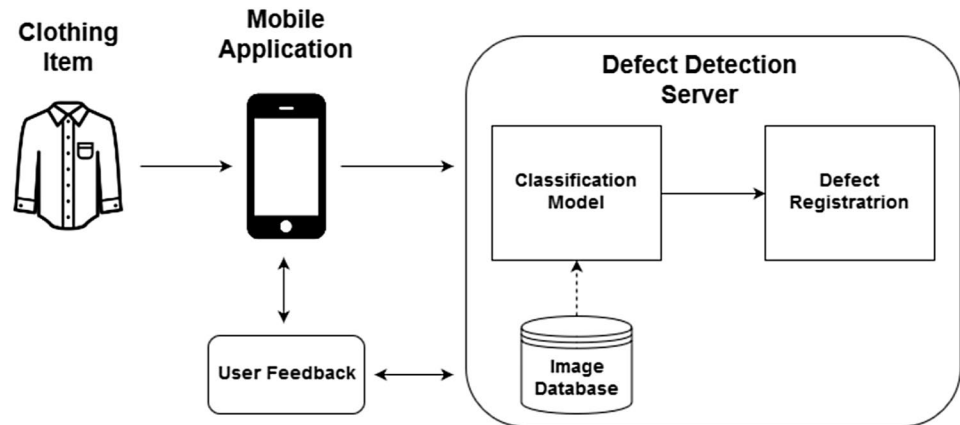 Clothing
Item
Mobile
Application
Defect Detection
Server
Classification
Model
Defect
Registratrion
User Feedback
Image
Database